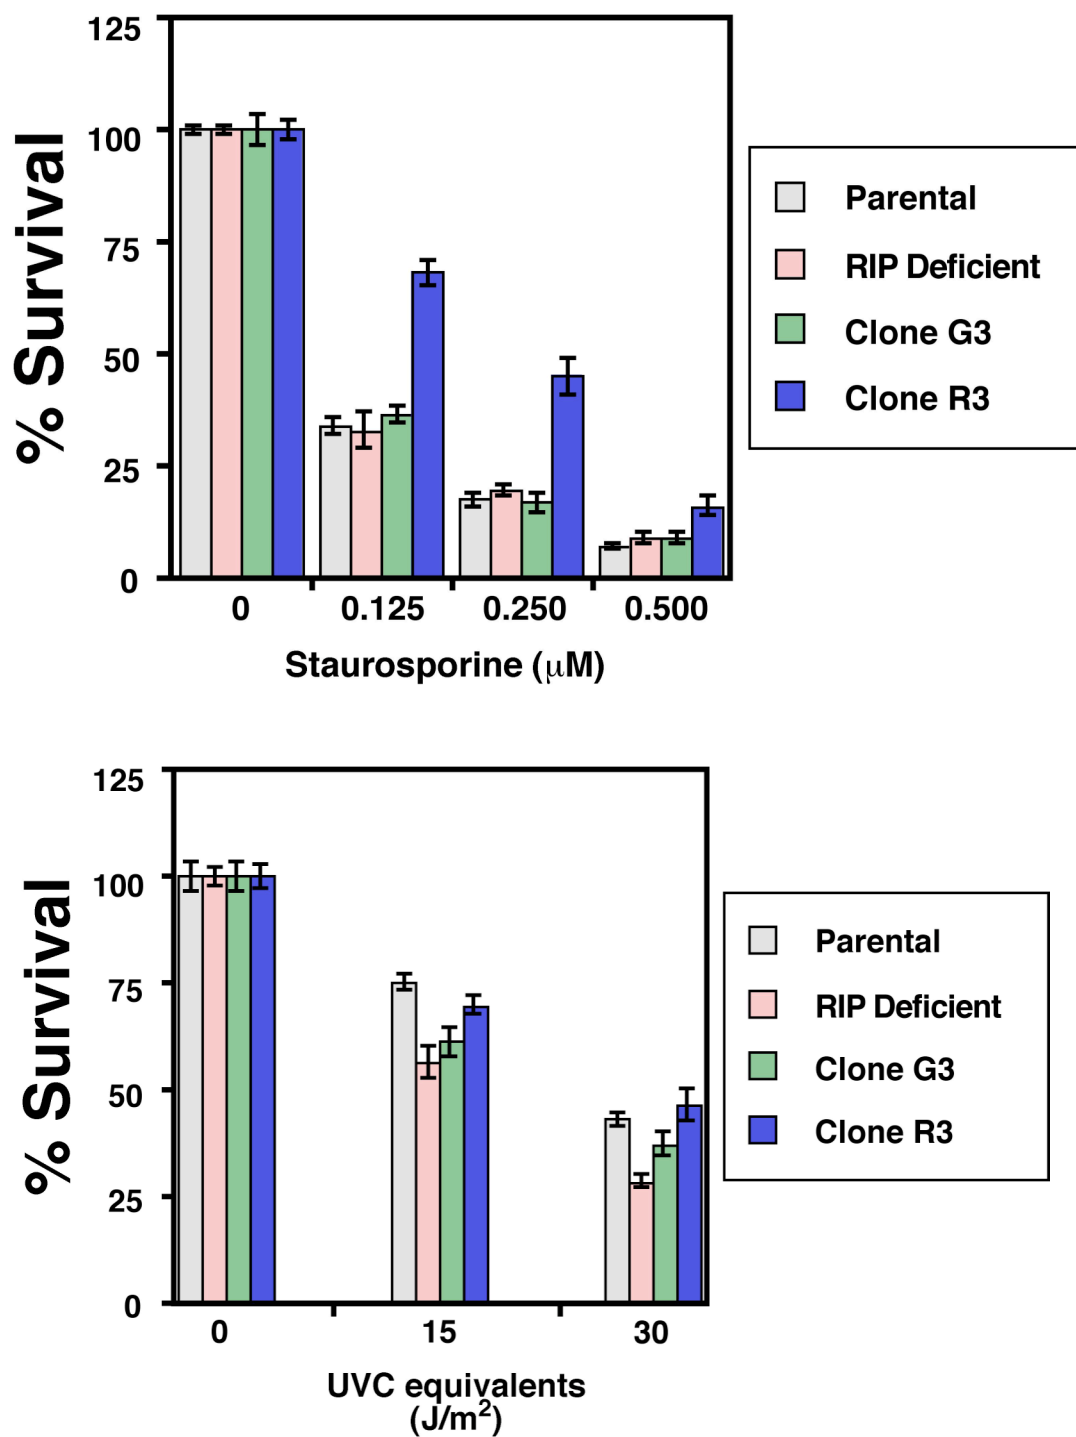 % Survival
125
100
75
50
25
0
0 0.125 0.250 0.500
Staurosporine (μM)
Parental
RIP Deficient
Clone G3
Clone R3
% Survival
125
100
75
50
25
0
0 15 30
UVC equivalents
(J/m²)
Parental
RIP Deficient
Clone G3
Clone R3